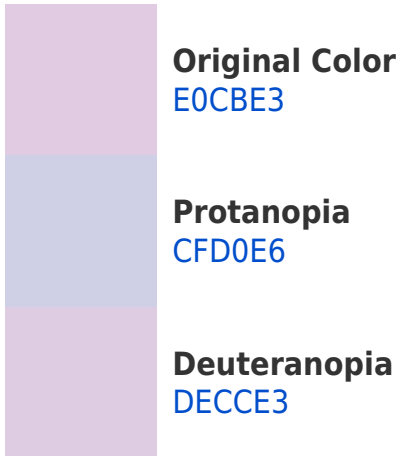 Original Color
E0CBE3
Protanopia
CFD0E6
Deuteranopia
DECCE3